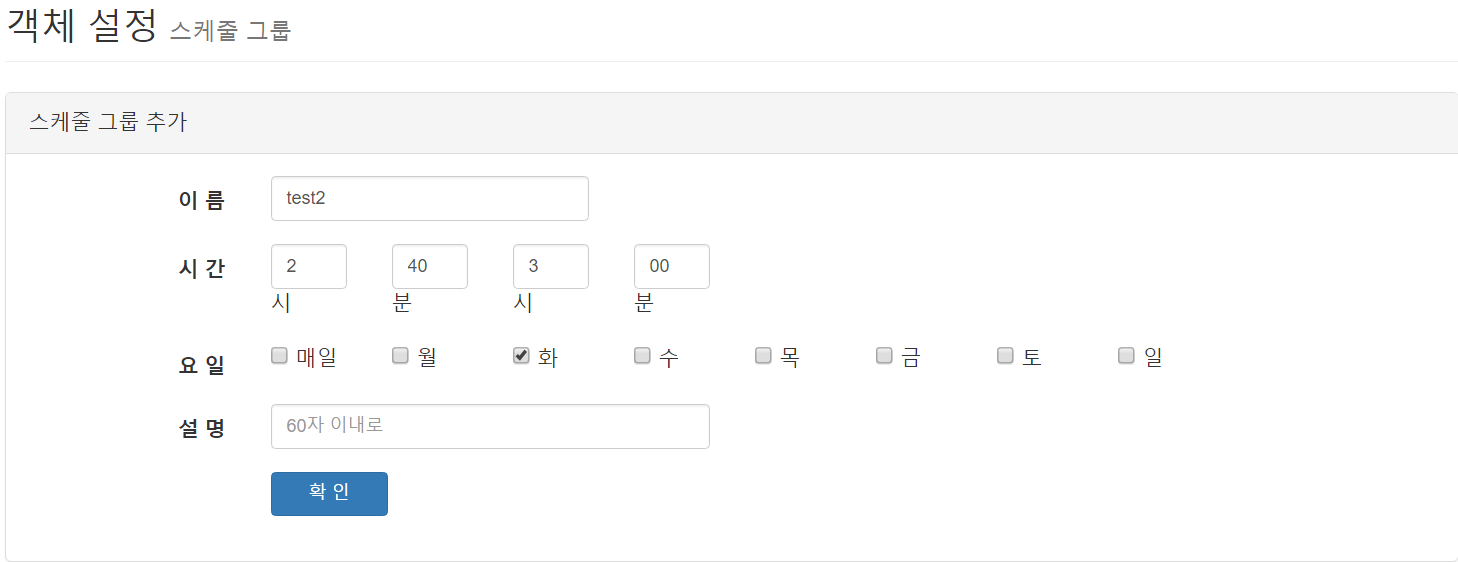 객체 설정 스케줄 그룹
스케줄 그룹 추가
이 름 test2
시 간 2 시 40 분 3 시 00 분
요 일 매일 월 화 수 목 금 토 일
설 명 60자 이내로
확 인